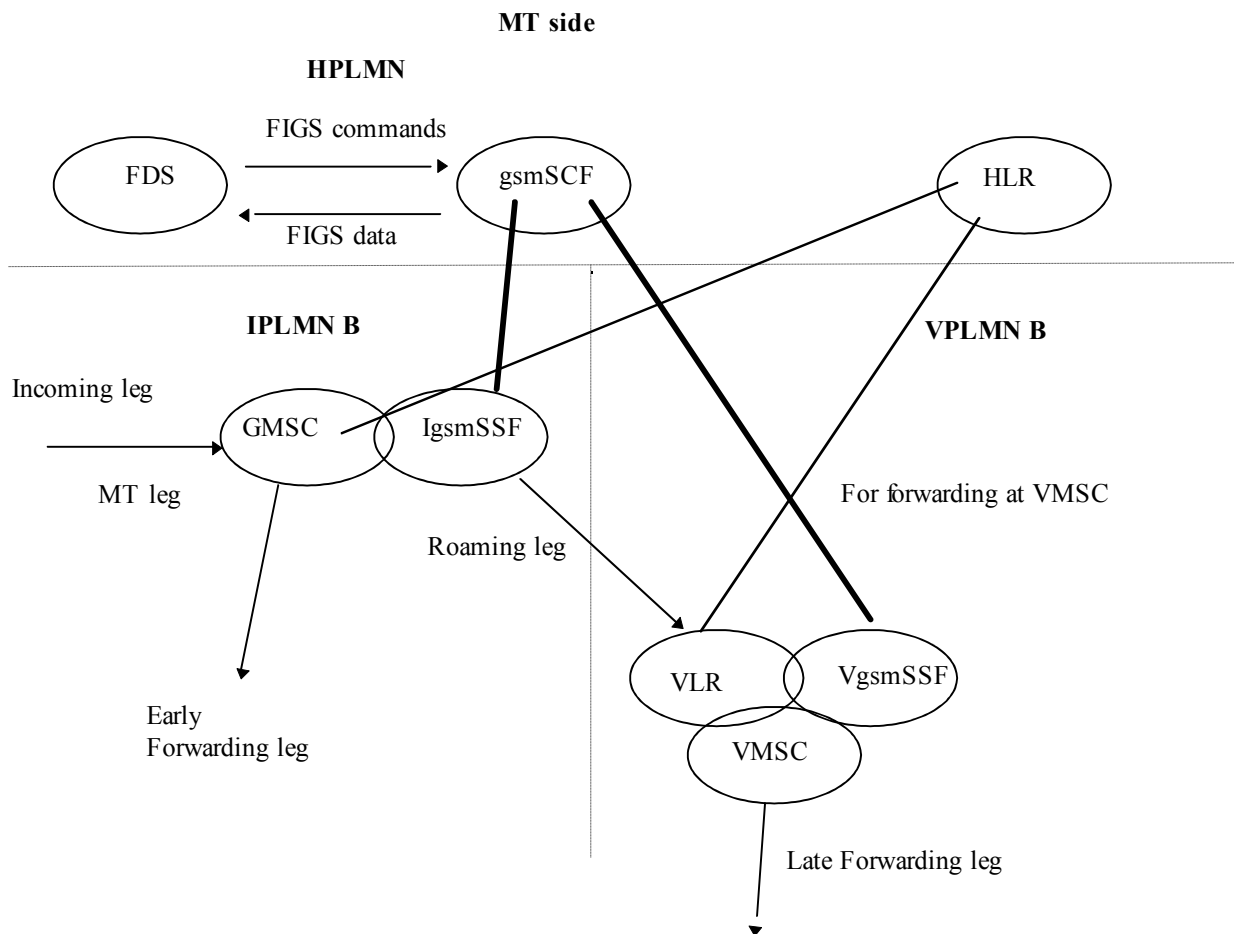 MT side
HPLMN
FIGS commands
FDS
gsmSCF
HLR
FIGS data
IPLMN B
VPLMN B
Incoming leg
GMSC
IgsmSSF
MT leg
For forwarding at VMSC
Roaming leg
VLR
VgsmSSF
Early
Forwarding leg
VMSC
Late Forwarding leg